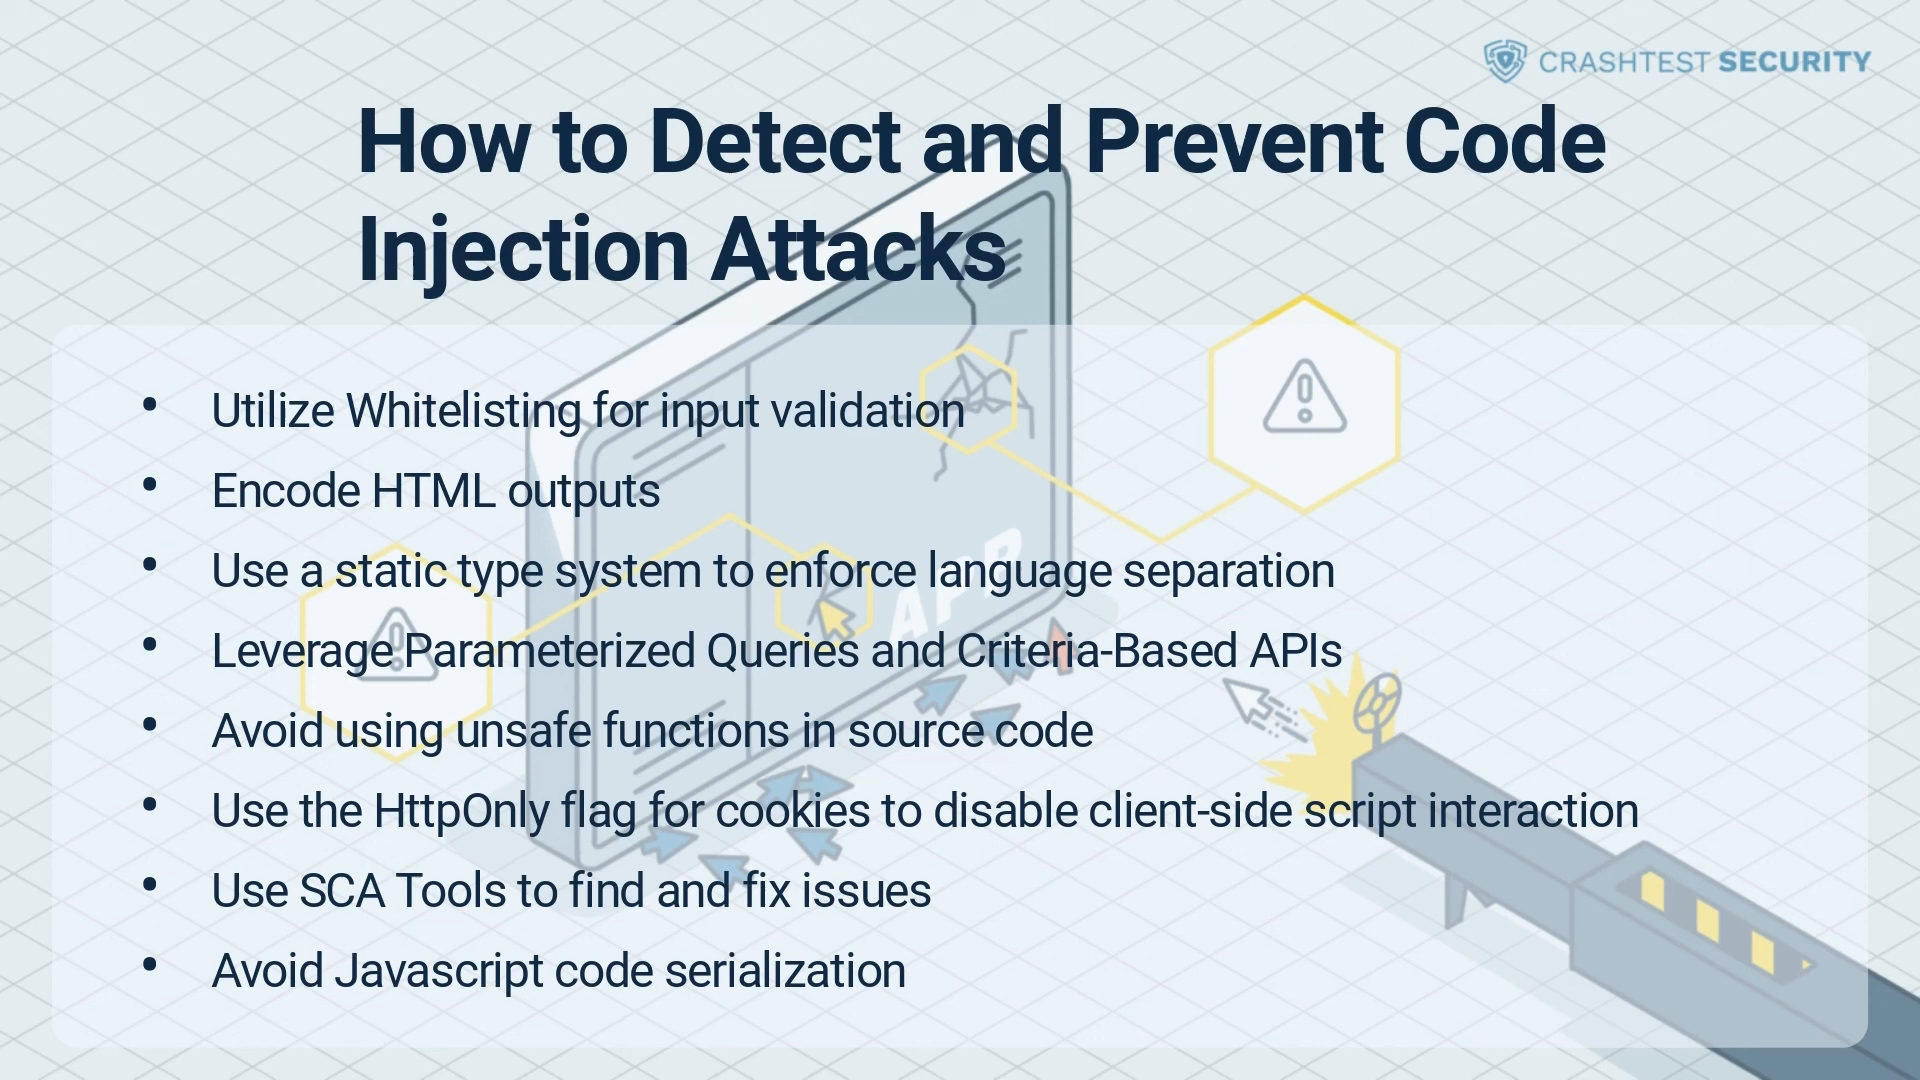 CRASHTEST SECURITY
How to Detect and Prevent Code
Injection Attacks
• Utilize Whitelisting for input validation
• Encode HTML outputs
• Use a static type system to enforce language separation
• Leverage Parameterized Queries and Criteria-Based APIs
• Avoid using unsafe functions in source code
• Use the HttpOnly flag for cookies to disable client-side script interaction
• Use SCA Tools to find and fix issues
• Avoid Javascript code serialization
APP